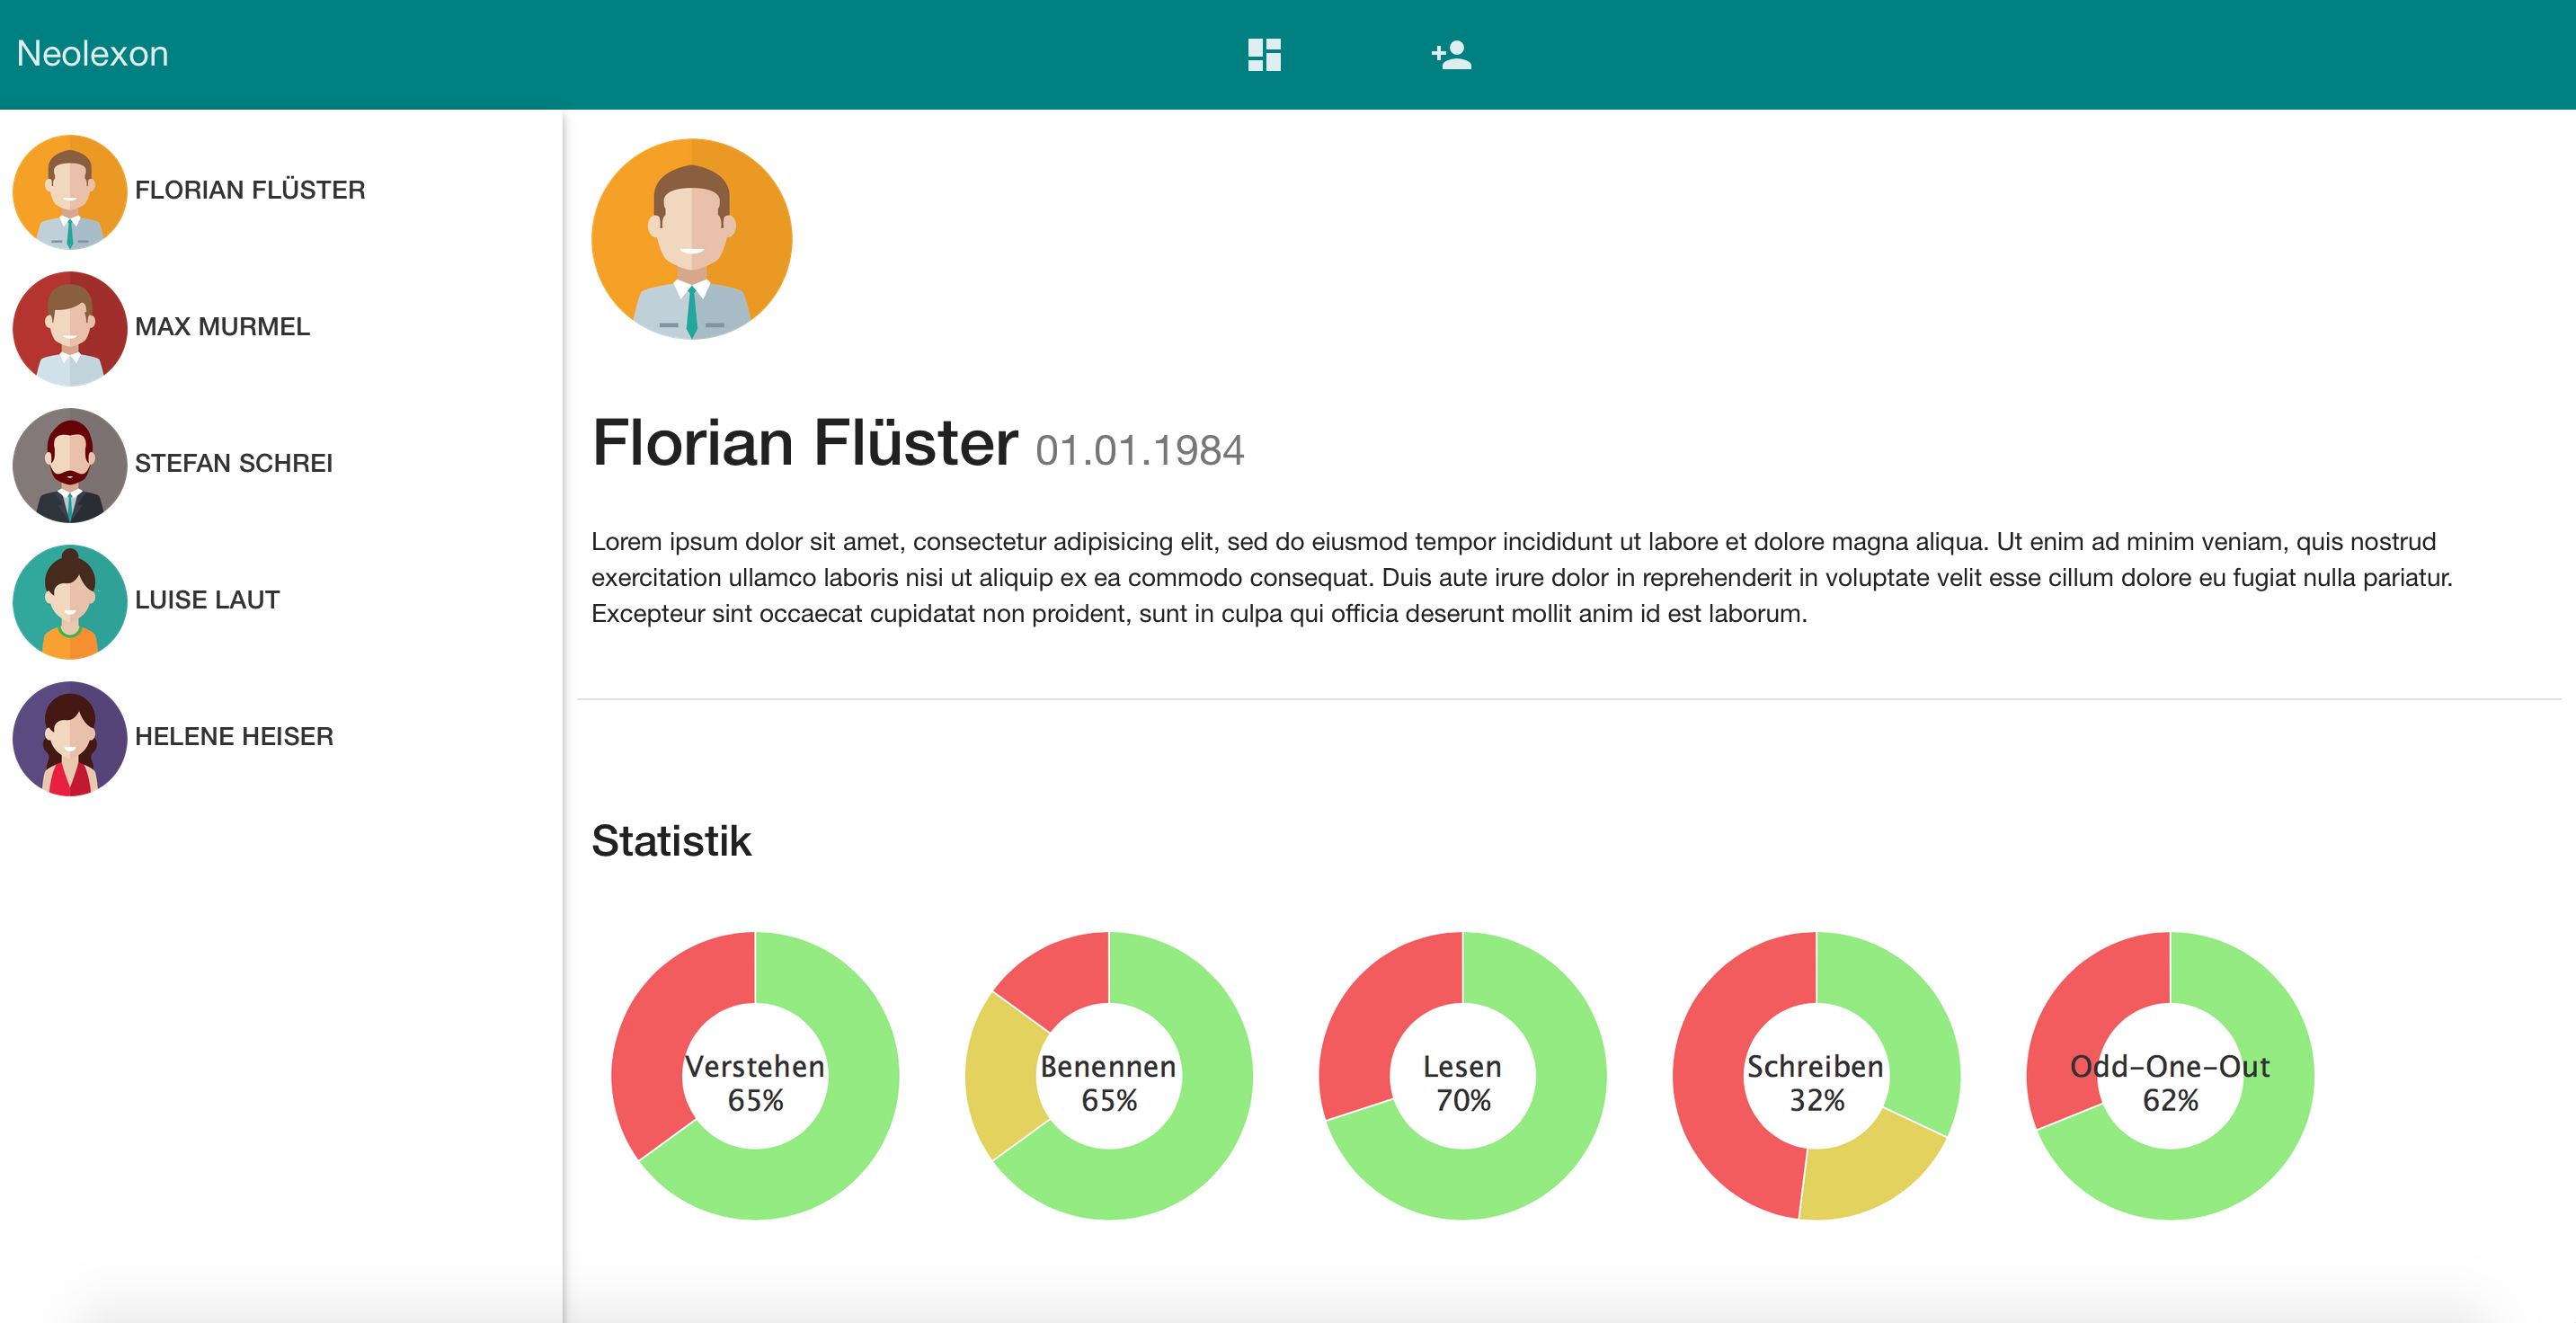 Neolexon
FLORIAN FLÜSTER
MAX MURMEL
STEFAN SCHREI
LUISE LAUT
HELENE HEISER
Florian Flüster 01.01.1984
Lorem ipsum dolor sit amet, consectetur adipisicing elit, sed do eiusmod tempor incididunt ut labore et dolore magna aliqua. Ut enim ad minim veniam, quis nostrud
exercitation ullamco laboris nisi ut aliquip ex ea commodo consequat. Duis aute irure dolor in reprehenderit in voluptate velit esse cillum dolore eu fugiat nulla pariatur.
Excepteur sint occaecat cupidatat non proident, sunt in culpa qui officia deserunt mollit anim id est laborum.
Statistik
Verstehen
65%
Benennen
65%
Lesen
70%
Schreiben
32%
Odd-One-Out
62%